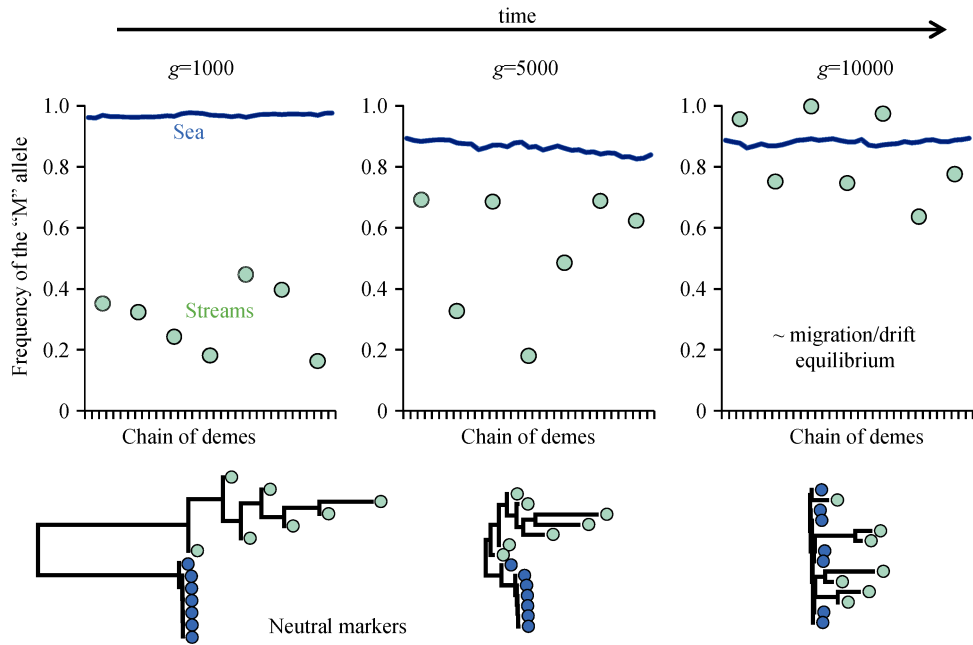 time
g=1000
g=5000
g=10000
Frequency of the “M” allele
1.0
0.8
0.6
0.4
0.2
0
Sea
Streams
Chain of demes
1.0
0.8
0.6
0.4
0.2
0
Chain of demes
1.0
0.8
0.6
0.4
0.2
0
~ migration/drift
equilibrium
Chain of demes
Neutral markers